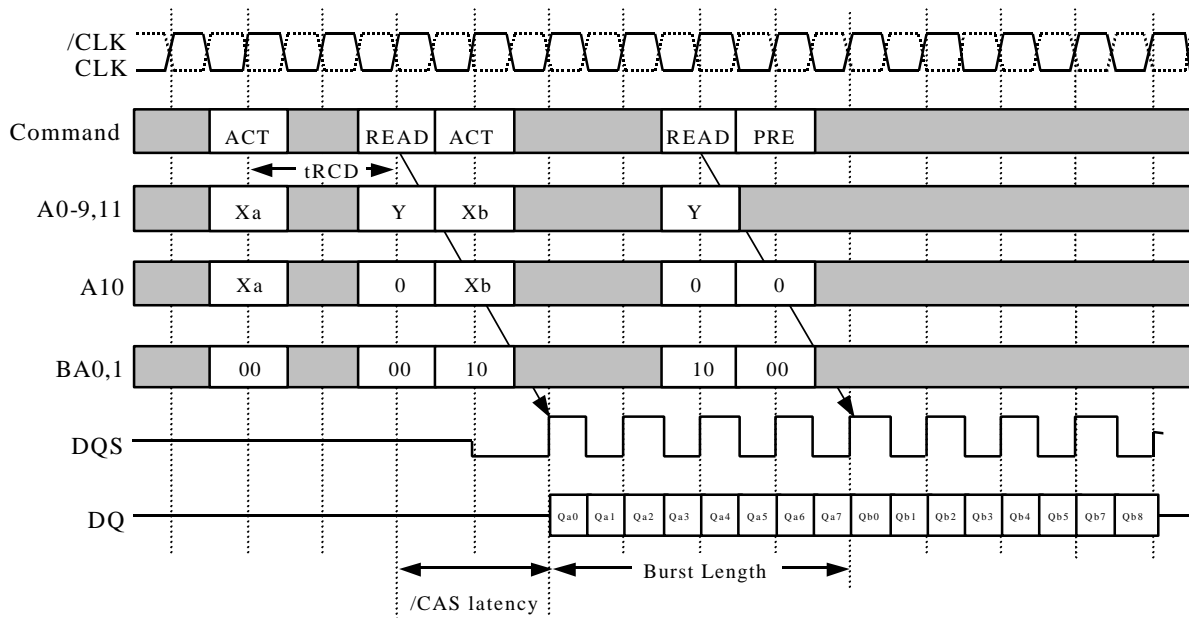 /CLK
CLK
Command ACT READ ACT READ PRE
tRCD
A0-9,11 Xa Y Xb Y
A10 Xa 0 Xb 0 0
BA0,1 00 00 10 10 00
DQS
DQ Qa0 Qa1 Qa2 Qa3 Qa4 Qa5 Qa6 Qa7 Qb0 Qb1 Qb2 Qb3 Qb4 Qb5 Qb7 Qb8
Burst Length
/CAS latency